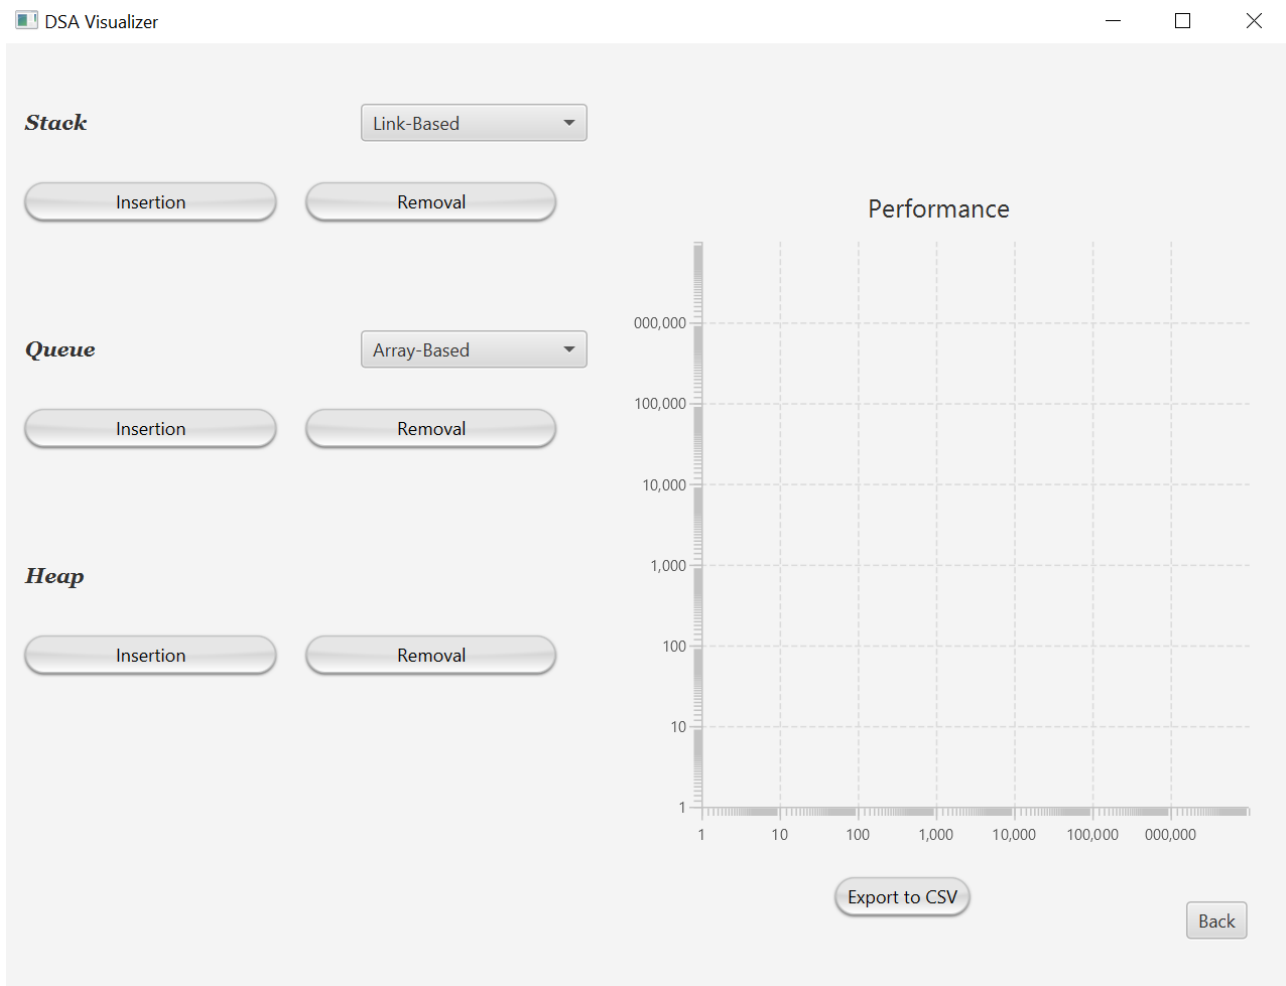 DSA Visualizer
Stack
Link-Based
Insertion
Removal
Queue
Array-Based
Insertion
Removal
Heap
Insertion
Removal
Performance
000,000
100,000
10,000
1,000
100
10
1
1 10 100 1,000 10,000 100,000 000,000
Export to CSV
Back